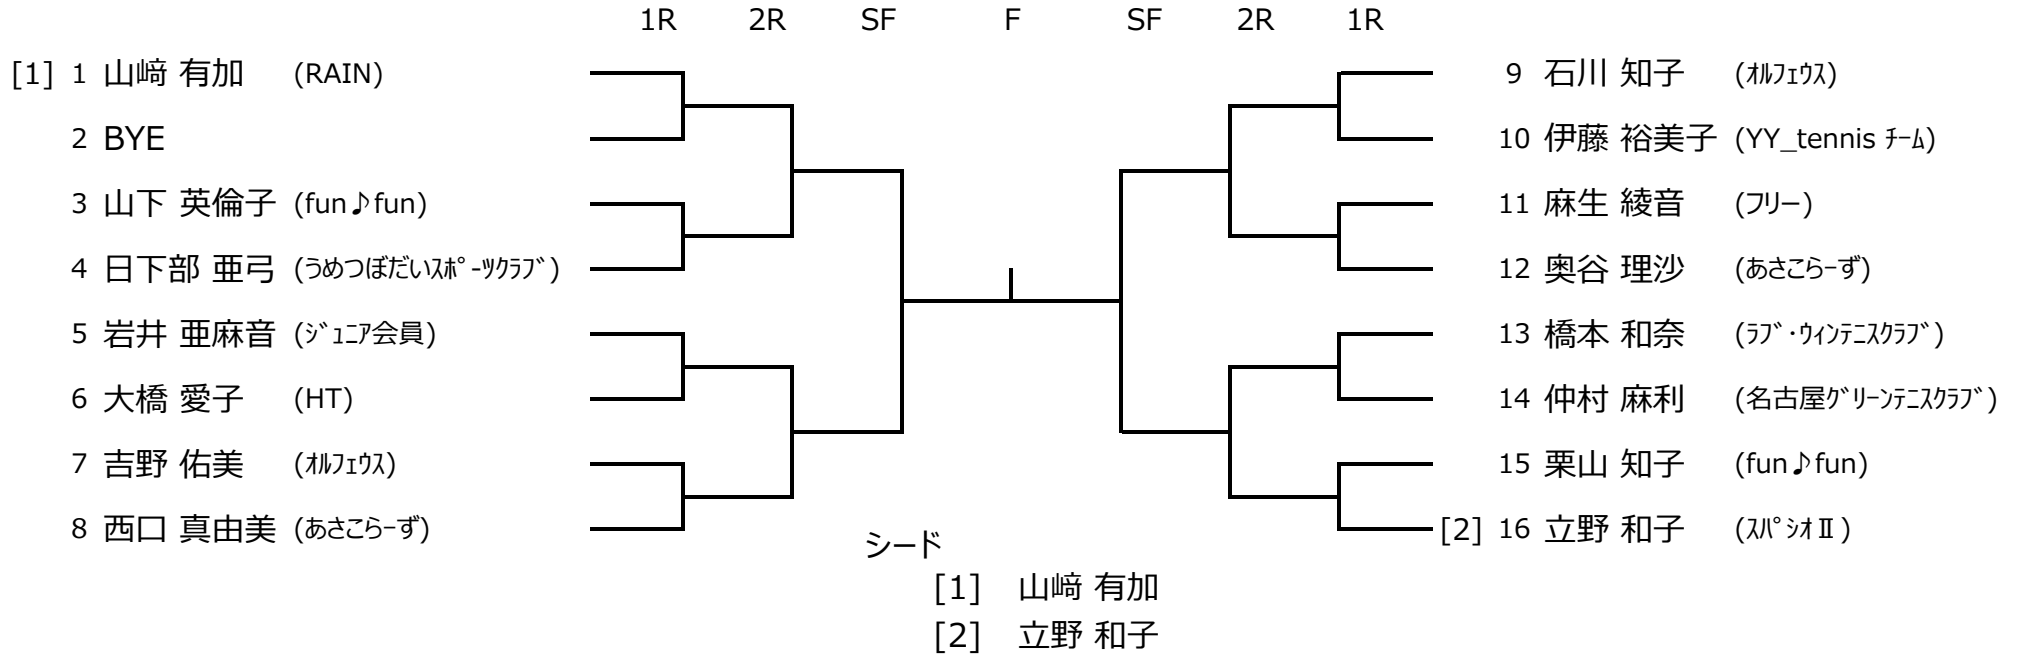 1R 2R SF F SF 2R 1R
[1] 1 山﨑 有加 (RAIN) 9 石川 知子 (ｵﾙﾌｪｳｽ)
2 BYE 10 伊藤 裕美子 (YY_tennis ﾁｰﾑ)
3 山下 英倫子 (fun♪fun) 11 麻生 綾音 (フリー)
4 日下部 亜弓 (うめつぼだいｽﾎﾟｰﾂｸﾗﾌﾞ) 12 奥谷 理沙 (あさこらｰず)
5 岩井 亜麻音 (ｼﾞｭﾆｱ会員) 13 橋本 和奈 (ﾗﾌﾞ･ウィンﾃﾆｽｸﾗﾌﾞ)
6 大橋 愛子 (HT) 14 仲村 麻利 (名古屋ｸﾞﾘｰﾝﾃﾆｽｸﾗﾌﾞ)
7 吉野 佑美 (ｵﾙﾌｪｳｽ) 15 栗山 知子 (fun♪fun)
8 西口 真由美 (あさこらｰず) [2] 16 立野 和子 (ｽﾊﾟｼｵⅡ)
シード
[1] 山﨑 有加
[2] 立野 和子